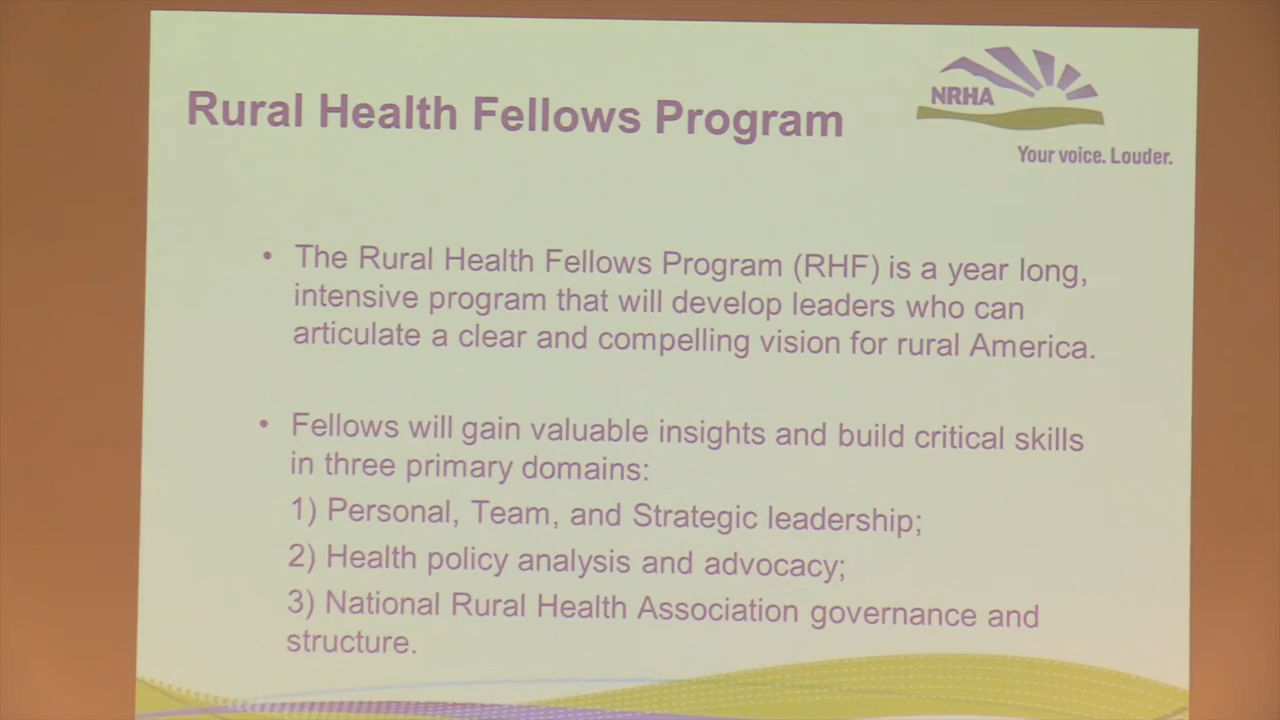 Rural Health Fellows Program
NRHA
Your voice. Louder.
• The Rural Health Fellows Program (RHF) is a year long,
intensive program that will develop leaders who can
articulate a clear and compelling vision for rural America.
• Fellows will gain valuable insights and build critical skills
in three primary domains:
1) Personal, Team, and Strategic leadership;
2) Health policy analysis and advocacy;
3) National Rural Health Association governance and
structure.